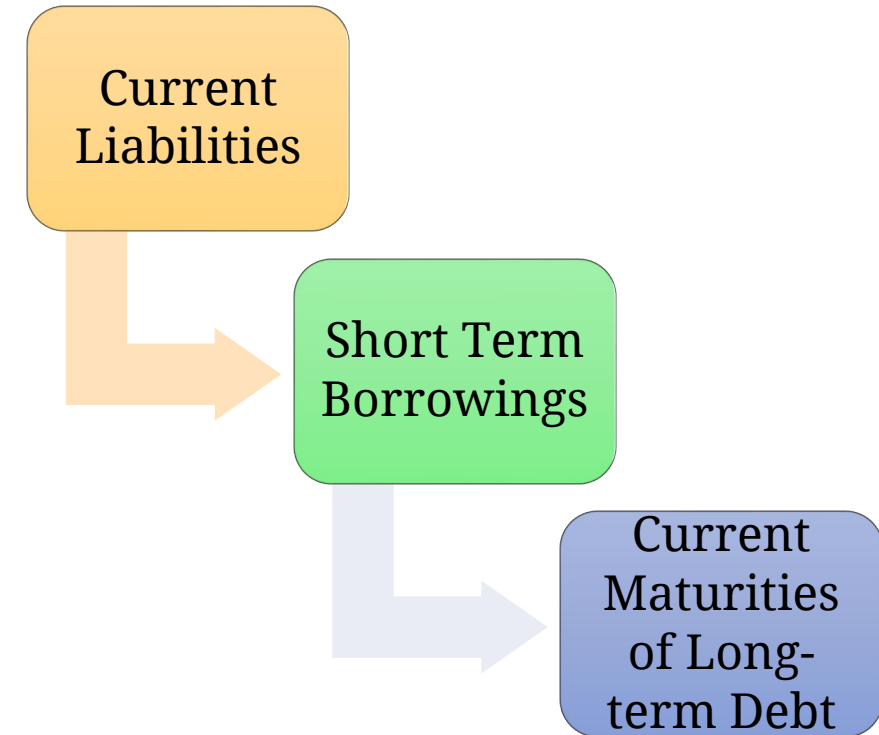 Current
Liabilities
Short Term
Borrowings
Current
Maturities
of Long-
term Debt